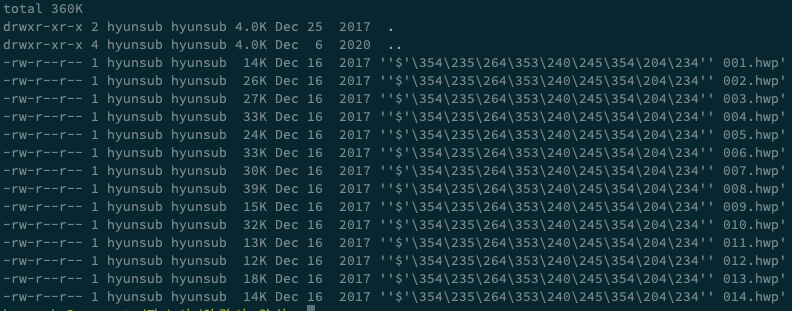 total 360K
drwxr-xr-x 2 hyunsub hyunsub 4.0K Dec 25  2017  .
drwxr-xr-x 4 hyunsub hyunsub 4.0K Dec  6  2020  ..
-rw-r--r-- 1 hyunsub hyunsub  14K Dec 16  2017 ''$'\354\235\264\353\240\245\354\204\234'' 001.hwp'
-rw-r--r-- 1 hyunsub hyunsub  26K Dec 16  2017 ''$'\354\235\264\353\240\245\354\204\234'' 002.hwp'
-rw-r--r-- 1 hyunsub hyunsub  27K Dec 16  2017 ''$'\354\235\264\353\240\245\354\204\234'' 003.hwp'
-rw-r--r-- 1 hyunsub hyunsub  33K Dec 16  2017 ''$'\354\235\264\353\240\245\354\204\234'' 004.hwp'
-rw-r--r-- 1 hyunsub hyunsub  24K Dec 16  2017 ''$'\354\235\264\353\240\245\354\204\234'' 005.hwp'
-rw-r--r-- 1 hyunsub hyunsub  33K Dec 16  2017 ''$'\354\235\264\353\240\245\354\204\234'' 006.hwp'
-rw-r--r-- 1 hyunsub hyunsub  30K Dec 16  2017 ''$'\354\235\264\353\240\245\354\204\234'' 007.hwp'
-rw-r--r-- 1 hyunsub hyunsub  39K Dec 16  2017 ''$'\354\235\264\353\240\245\354\204\234'' 008.hwp'
-rw-r--r-- 1 hyunsub hyunsub  15K Dec 16  2017 ''$'\354\235\264\353\240\245\354\204\234'' 009.hwp'
-rw-r--r-- 1 hyunsub hyunsub  32K Dec 16  2017 ''$'\354\235\264\353\240\245\354\204\234'' 010.hwp'
-rw-r--r-- 1 hyunsub hyunsub  13K Dec 16  2017 ''$'\354\235\264\353\240\245\354\204\234'' 011.hwp'
-rw-r--r-- 1 hyunsub hyunsub  12K Dec 16  2017 ''$'\354\235\264\353\240\245\354\204\234'' 012.hwp'
-rw-r--r-- 1 hyunsub hyunsub  18K Dec 16  2017 ''$'\354\235\264\353\240\245\354\204\234'' 013.hwp'
-rw-r--r-- 1 hyunsub hyunsub  14K Dec 16  2017 ''$'\354\235\264\353\240\245\354\204\234'' 014.hwp'